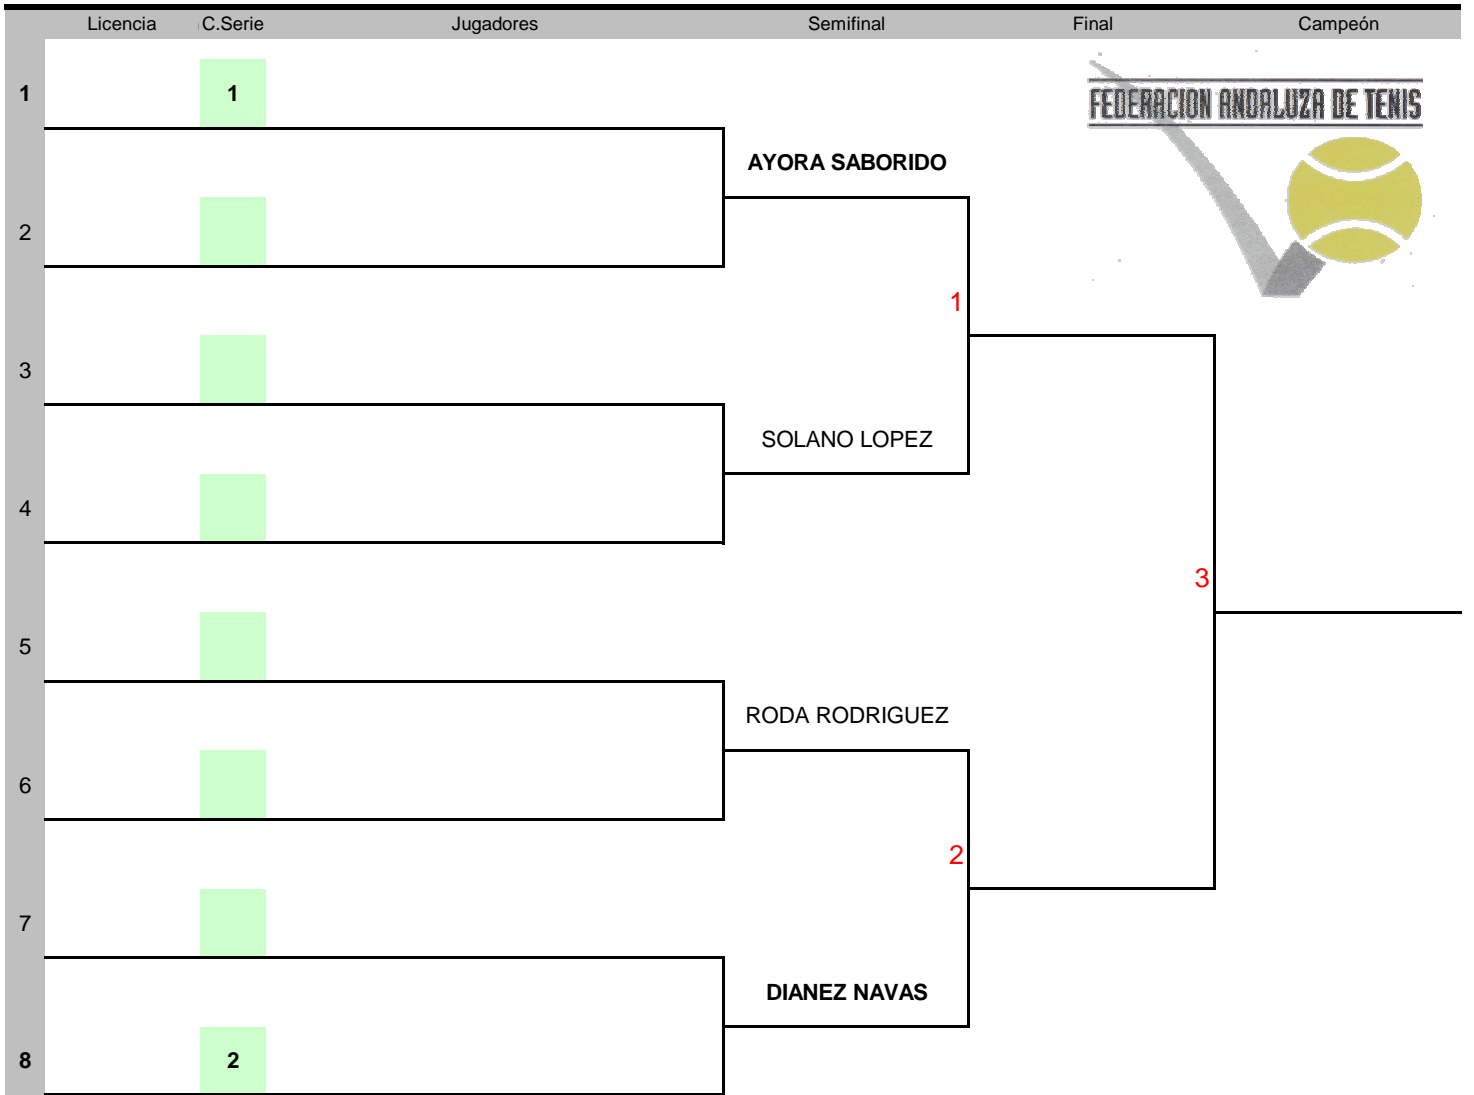 Licencia C.Serie Jugadores Semifinal Final Campeón
FEDERACION ANDALUZA DE TENIS
1 1
AYORA SABORIDO
2
1
3
SOLANO LOPEZ
4
3
5
RODA RODRIGUEZ
6
2
7
DIANEZ NAVAS
8 2